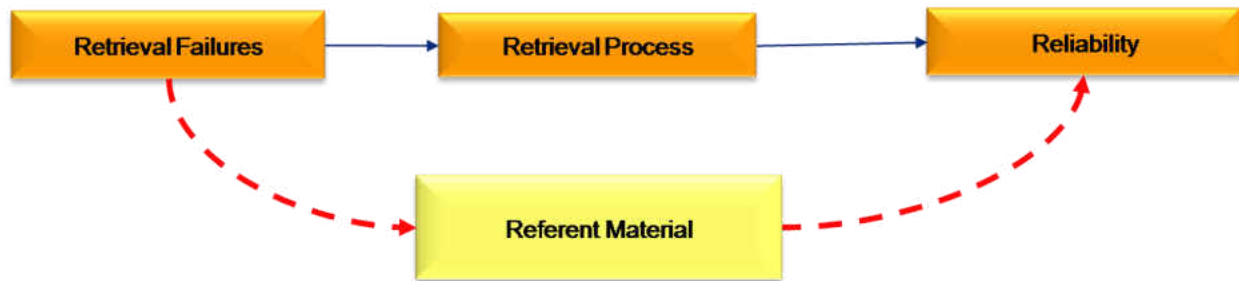 Retrieval Failures
Retrieval Process
Reliability
Referent Material